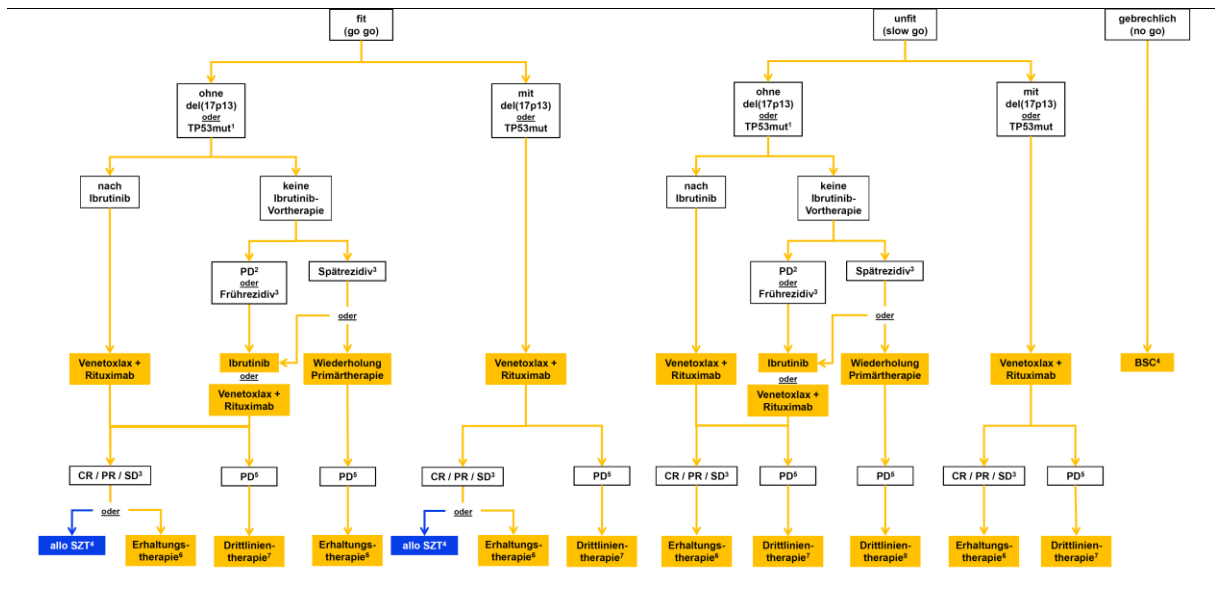 fit
(go go)
unfit
(slow go)
gebrechlich
(no go)
ohne
del(17p13)
oder
TP53mut¹
mit
del(17p13)
oder
TP53mut
ohne
del(17p13)
oder
TP53mut¹
mit
del(17p13)
oder
TP53mut
nach
Ibrutinib
keine
Ibrutinib-
Vortherapie
nach
Ibrutinib
keine
Ibrutinib-
Vortherapie
PD²
oder
Frührezidiv³
Spätrezidiv³
PD²
oder
Frührezidiv³
Spätrezidiv³
oder
oder
Venetoxlax +
Rituximab
Ibrutinib
oder
Venetoxlax +
Rituximab
Wiederholung
Primärtherapie
Venetoxlax +
Rituximab
Venetoxlax +
Rituximab
Ibrutinib
oder
Venetoxlax +
Rituximab
Wiederholung
Primärtherapie
Venetoxlax +
Rituximab
BSC⁴
CR / PR / SD³
PD⁵
PD⁵
CR / PR / SD³
PD⁵
CR / PR / SD³
PD⁵
PD⁵
CR / PR / SD³
PD⁵
oder
oder
allo SZT⁴
Erhaltungs-
therapie⁶
Drittlinien-
therapie⁷
Erhaltungs-
therapie⁶
allo SZT⁴
Erhaltungs-
therapie⁶
Drittlinien-
therapie⁷
Erhaltungs-
therapie⁶
Drittlinien-
therapie⁷
Drittlinien-
therapie⁸
Erhaltungs-
therapie⁶
Drittlinien-
therapie⁷